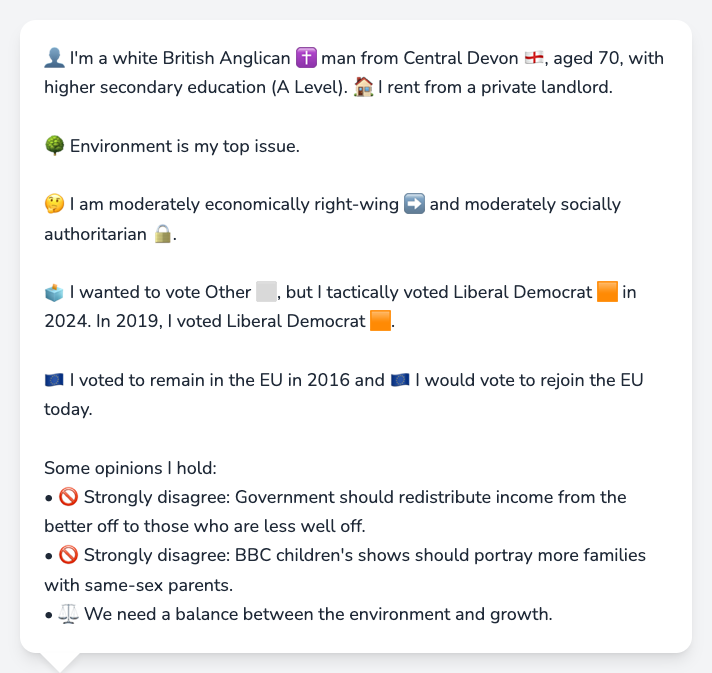 👤 I'm a white British Anglican ✝️ man from Central Devon 🏴󠁧󠁢󠁥󠁮󠁧󠁿, aged 70, with
higher secondary education (A Level). 🏠 I rent from a private landlord.
🌳 Environment is my top issue.
🤔 I am moderately economically right-wing ➡️ and moderately socially
authoritarian 🔒.
🗳️ I wanted to vote Other ⬜, but I tactically voted Liberal Democrat 🟧 in
2024. In 2019, I voted Liberal Democrat 🟧.
🇪🇺 I voted to remain in the EU in 2016 and 🇪🇺 I would vote to rejoin the EU
today.
Some opinions I hold:
• 🚫 Strongly disagree: Government should redistribute income from the
better off to those who are less well off.
• 🚫 Strongly disagree: BBC children's shows should portray more families
with same-sex parents.
• ⚖️ We need a balance between the environment and growth.